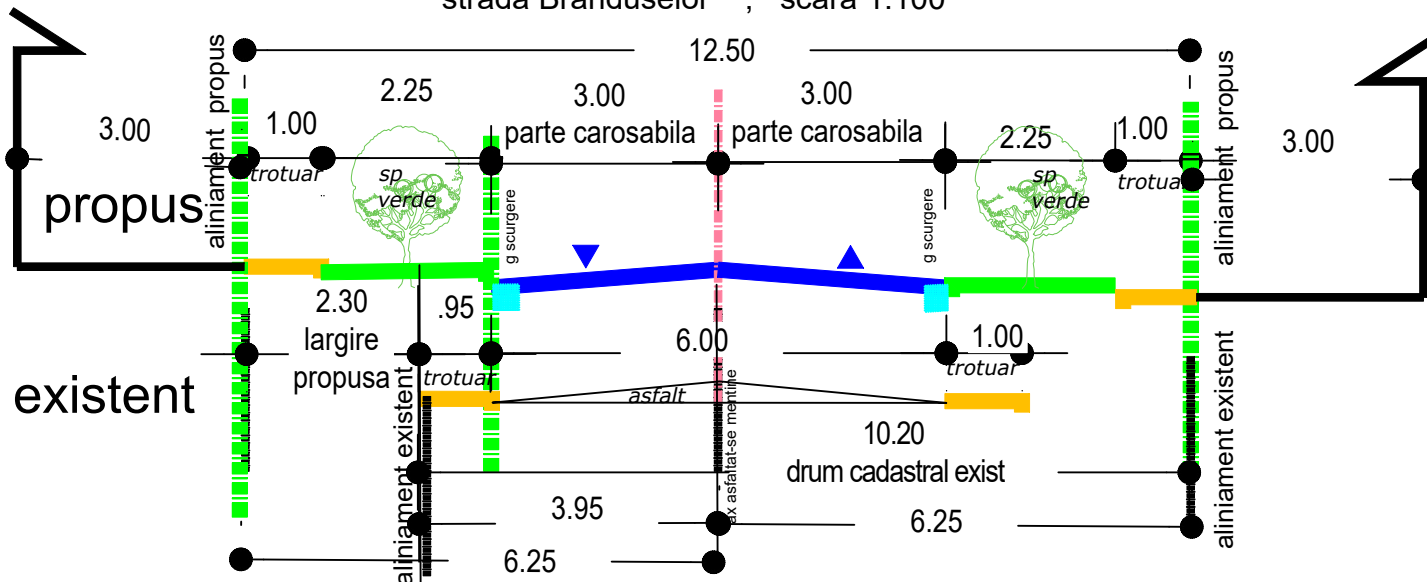 strada Branduselor , scara 1:100
12.50
aliniament propus
aliniament propus
3.00
1.00
2.25
3.00
3.00
2.25
1.00
3.00
parte carosabila
parte carosabila
trotuar
sp
verde
sp
verde
trotuar
g scurgere
g scurgere
propus
2.30
.95
6.00
1.00
largire
propusa
trotuar
trotuar
existent
asfalt
aliniament existent
ax asfaltat-se mentine
aliniament existent
10.20
drum cadastral exist
3.95
6.25
6.25